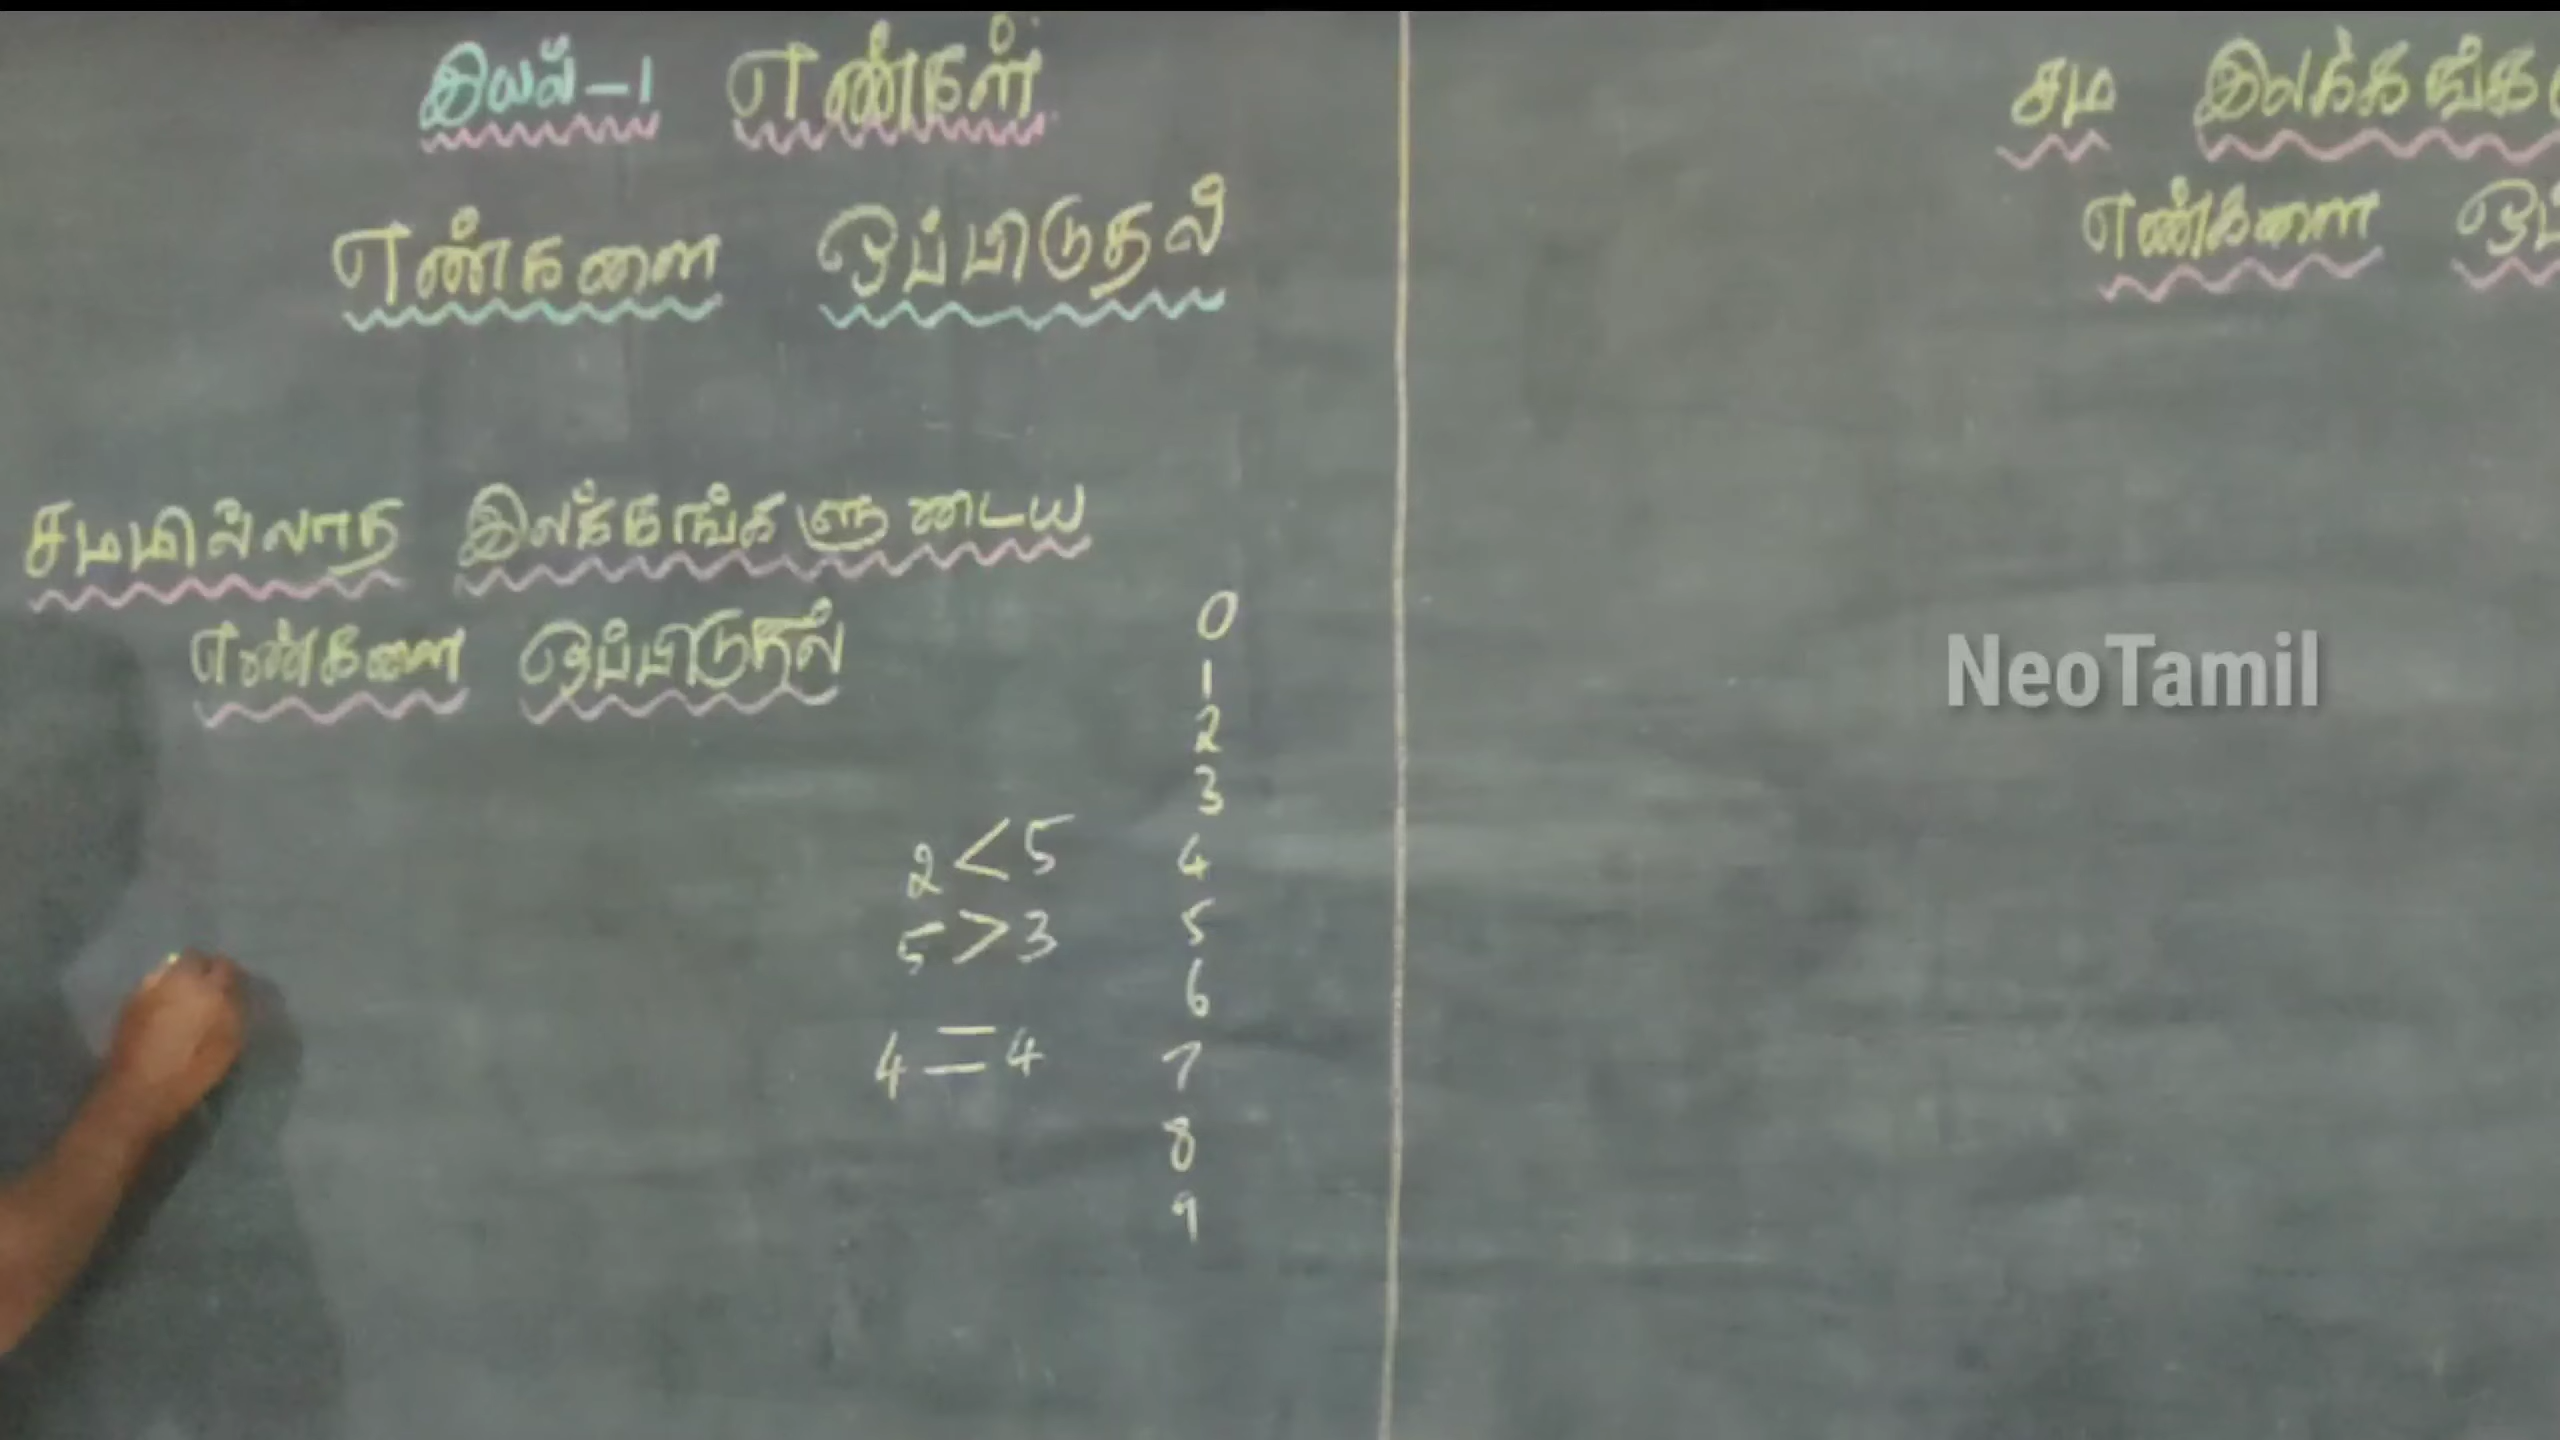 இயல் - 1 எண்கள்
எண்களை ஒப்பிடுதல்
சமமில்லாத இலக்கங்களுடைய
எண்களை ஒப்பிடுதல்
2 < 5
5 > 3
4 = 4
0
1
2
3
4
5
6
7
8
9
சம இலக்கங்க
எண்களை ஒப்
NeoTamil